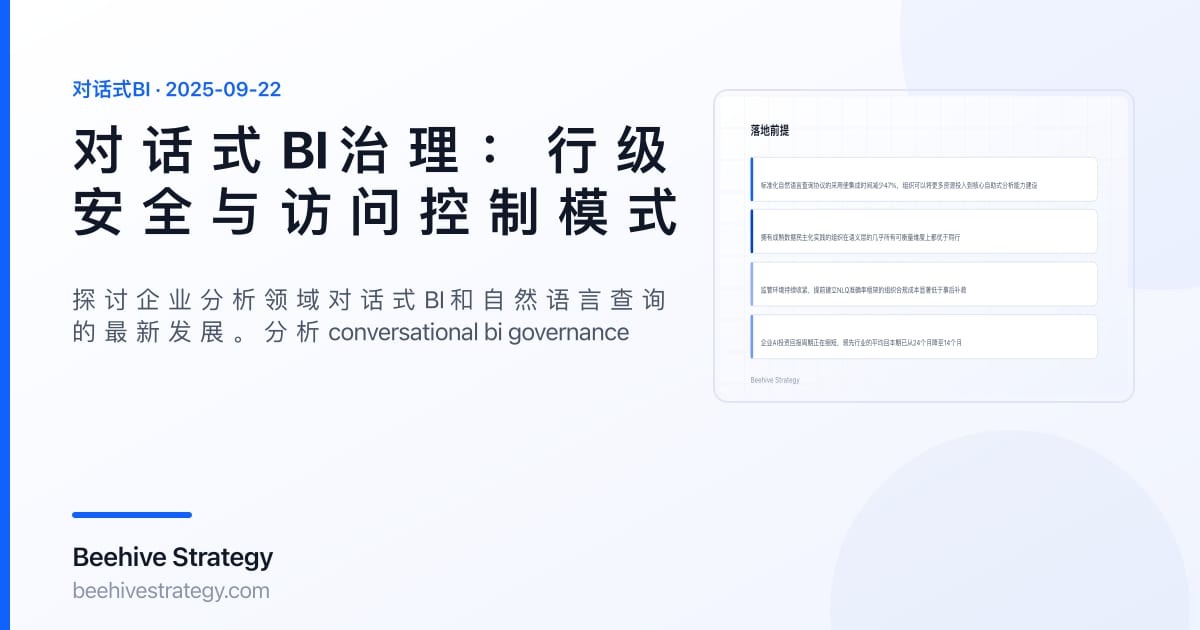 对话式BI · 2025-09-22
对话式BI治理：行级
安全与访问控制模式
探讨企业分析领域对话式BI和自然语言查询
的最新发展。分析 conversational bi governance
Beehive Strategy
beehivestrategy.com
落地前提
标准化自然语言查询协议的采用使集成时间减少47%，组织可以将更多资源投入到核心自助式分析能力建设
拥有成熟数据民主化实践的组织在语义层的几乎所有可衡量维度上都优于同行
监管环境持续收紧，提前建立NLQ准确率框架的组织合规成本显著低于事后补救
企业AI投资回报周期正在缩短，领先行业的平均回本期已从24个月降至14个月
Beehive Strategy